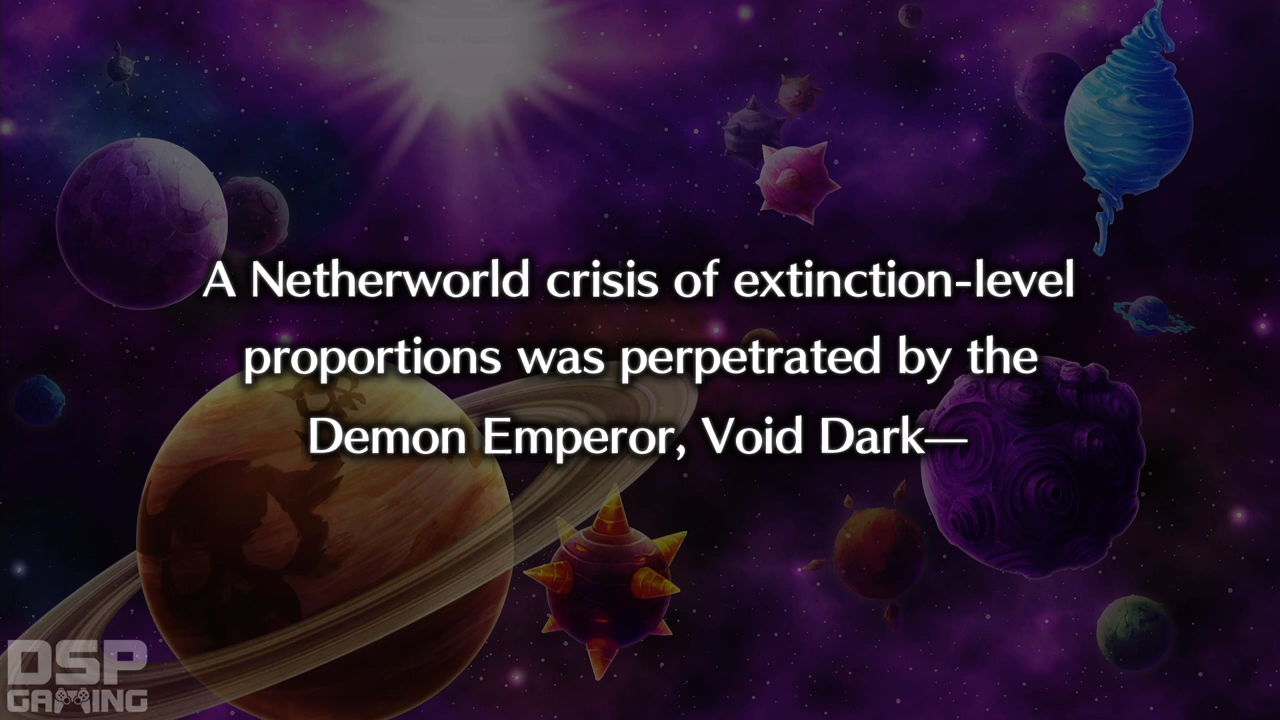 A Netherworld crisis of extinction-level
proportions was perpetrated by the
Demon Emperor, Void Dark—
DSP
GAMING